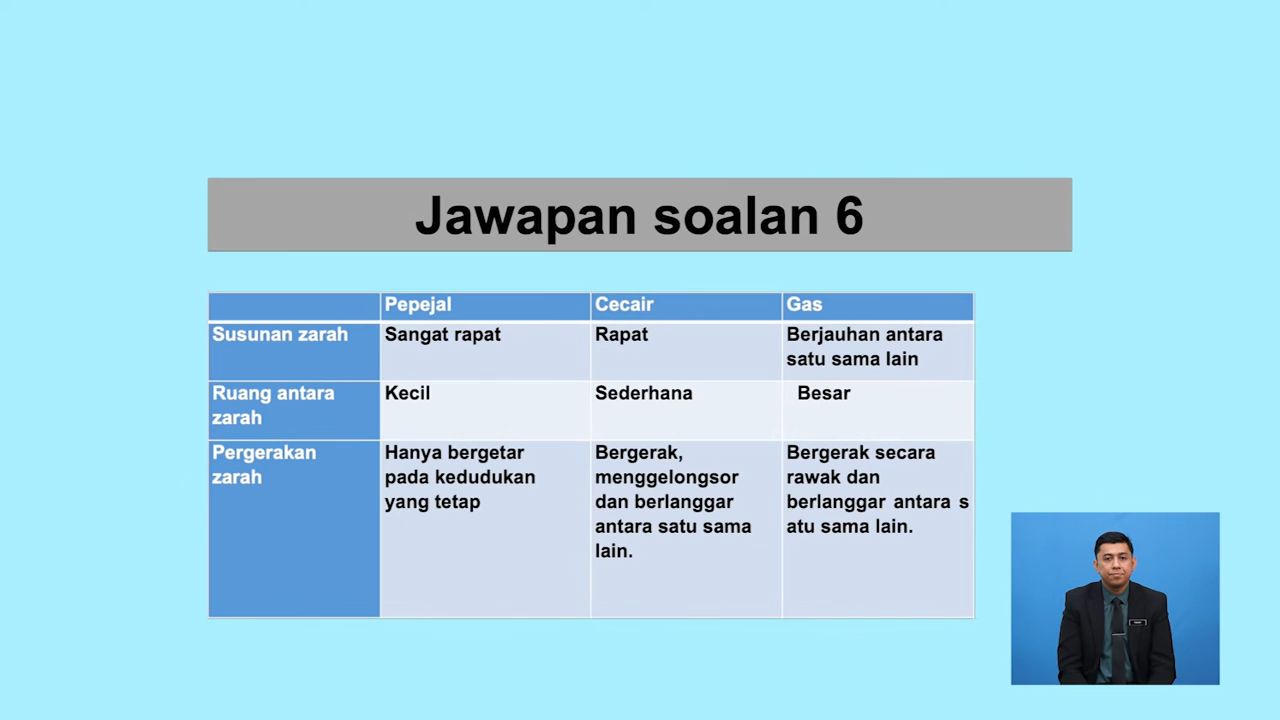 Jawapan soalan 6
Pepejal
Cecair
Gas
Susunan zarah
Sangat rapat
Rapat
Berjauhan antara
satu sama lain
Ruang antara
zarah
Kecil
Sederhana
Besar
Pergerakan
zarah
Hanya bergetar
pada kedudukan
yang tetap
Bergerak,
menggelongsor
dan berlanggar
antara satu sama
lain.
Bergerak secara
rawak dan
berlanggar antara s
atu sama lain.